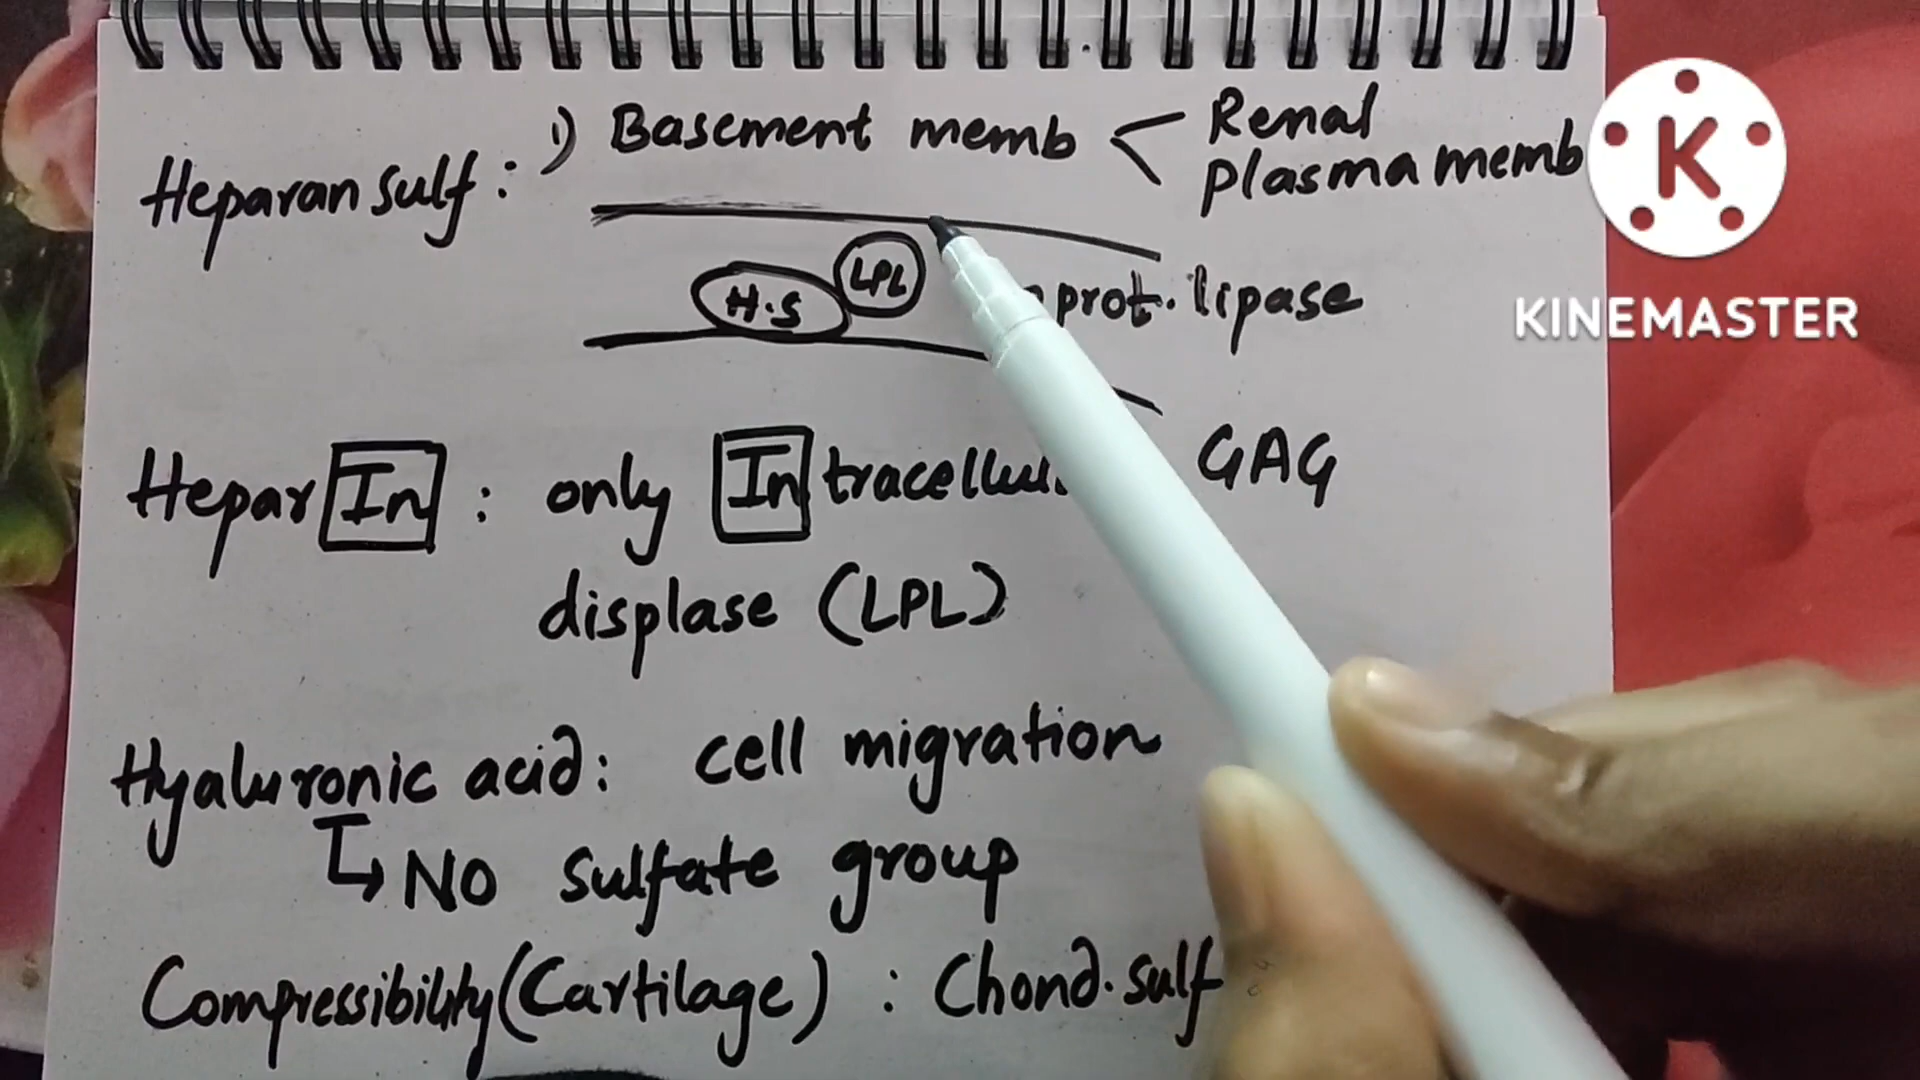 Heparan sulf : 1) Basement memb < Renal
plasma memb
H.S LPL prot. lipase
Hepar In : only In tracellu GAG
displase (LPL)
Hyaluronic acid : cell migration
↳ NO sulfate group
Compressibility (Cartilage) : Chond. sulf
K
KINEMASTER